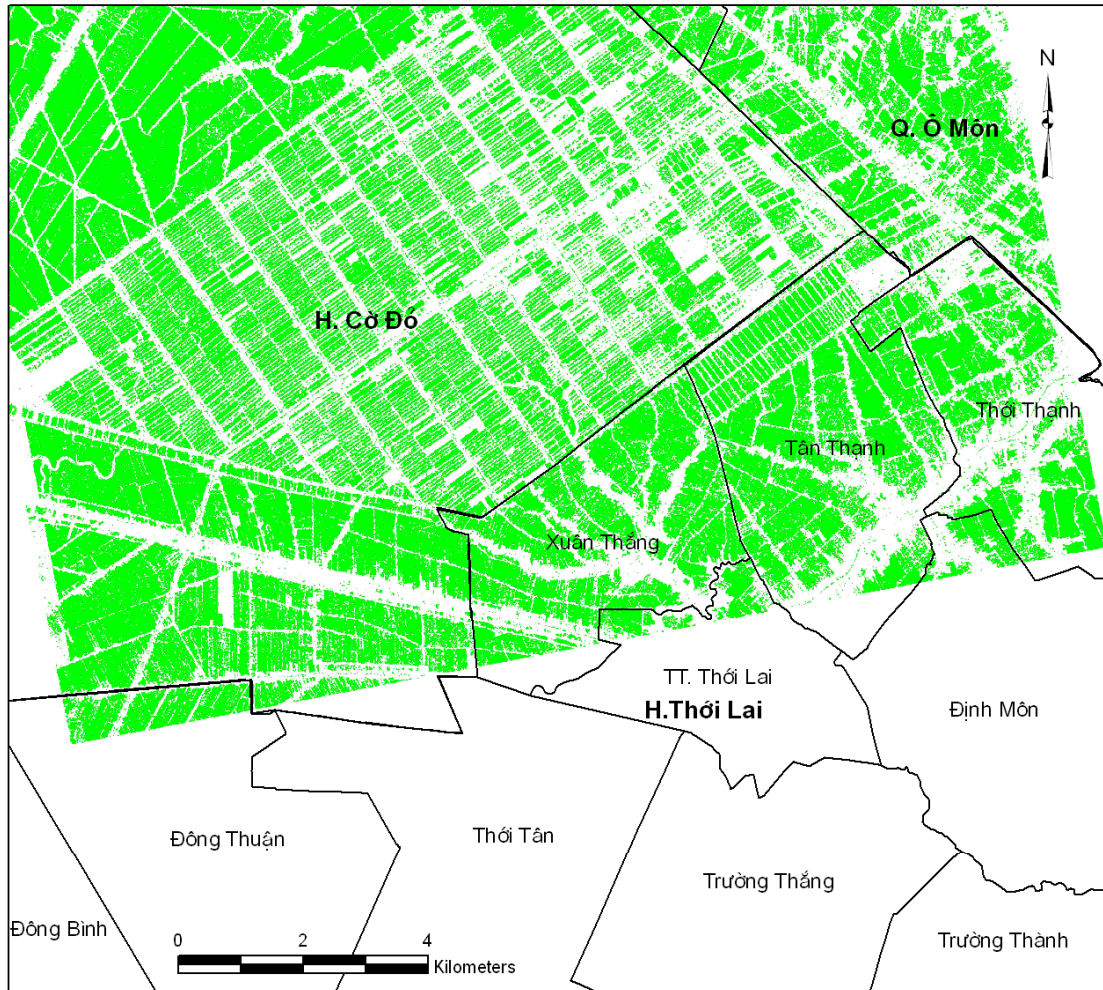 N
Q. Ô Môn
H. Cờ Đỏ
Thới Thạnh
Tân Thạnh
Xuân Thắng
TT. Thới Lai
H.Thới Lai
Định Môn
Đông Thuận
Thới Tân
Trường Thắng
Đông Bình
Trường Thành
0 2 4
Kilometers